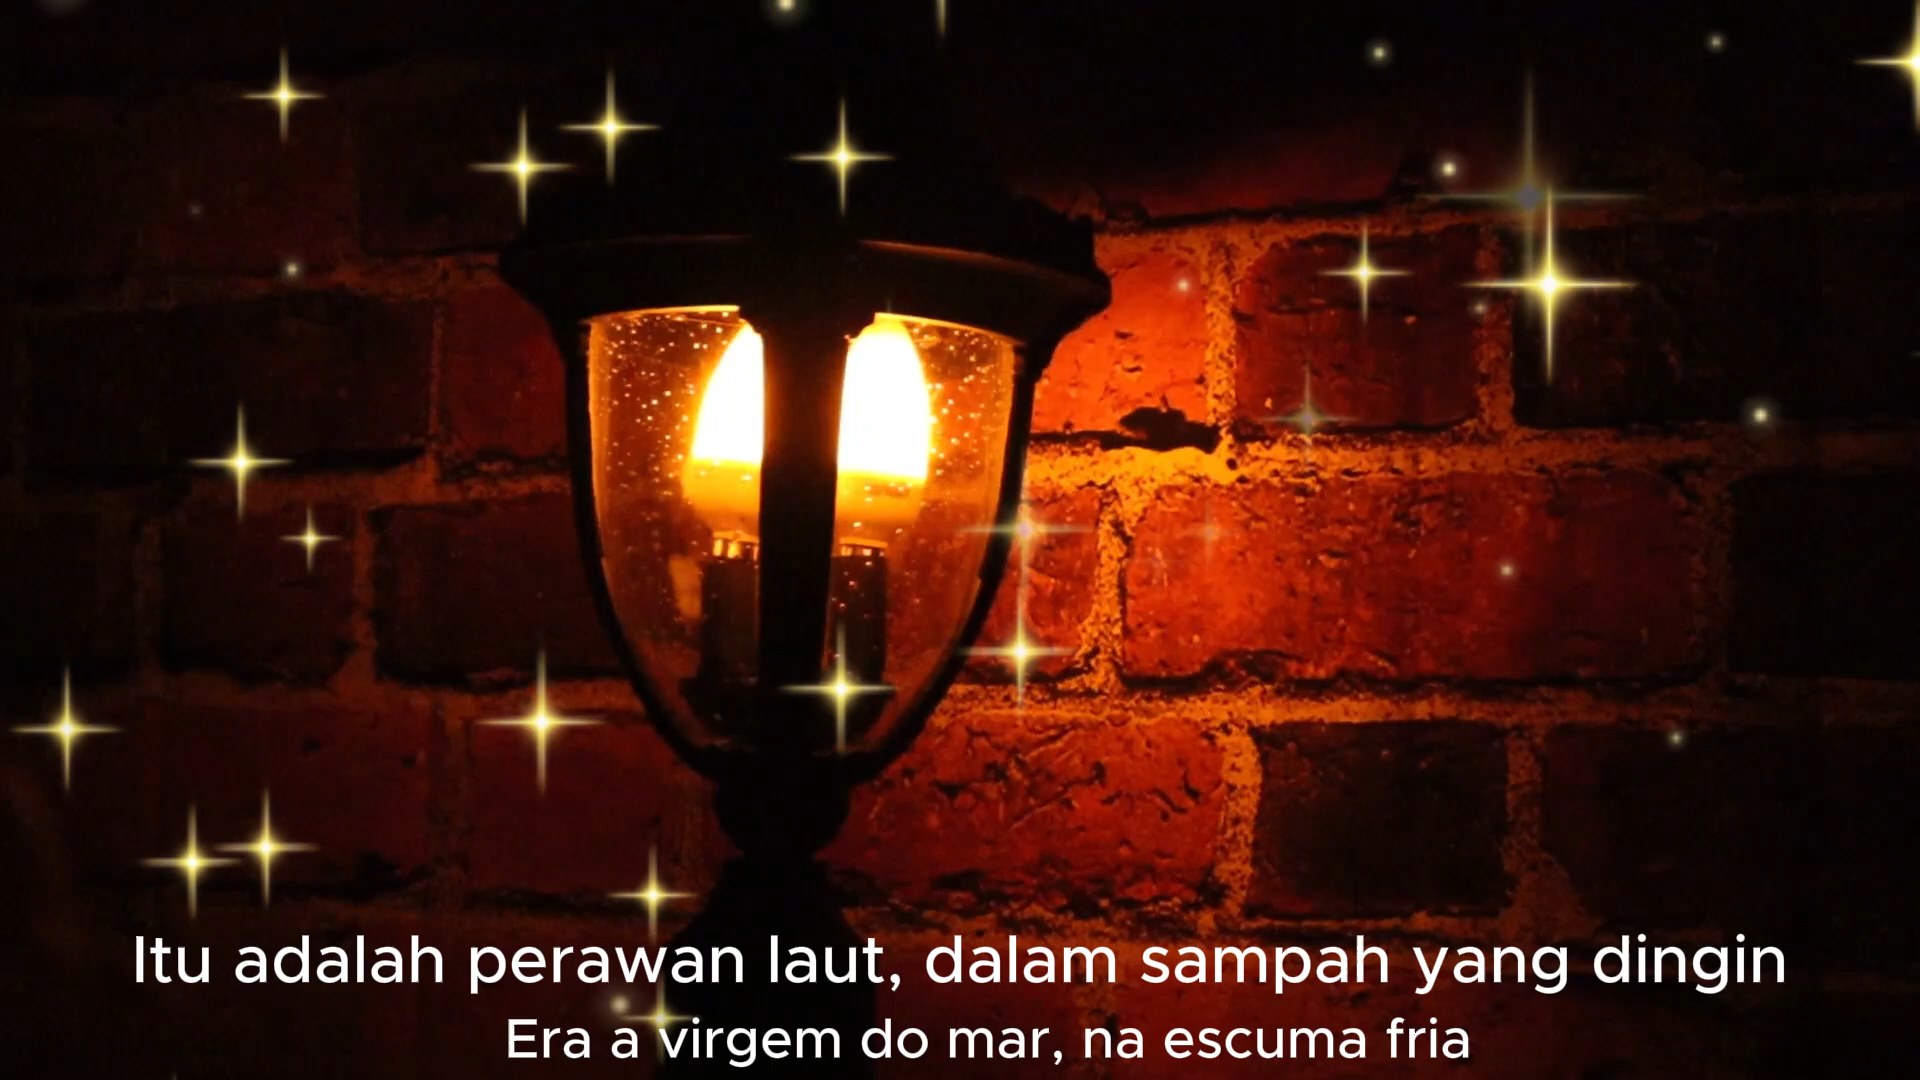 Itu adalah perawan laut, dalam sampah yang dingin
Era a virgem do mar, na escuma fria